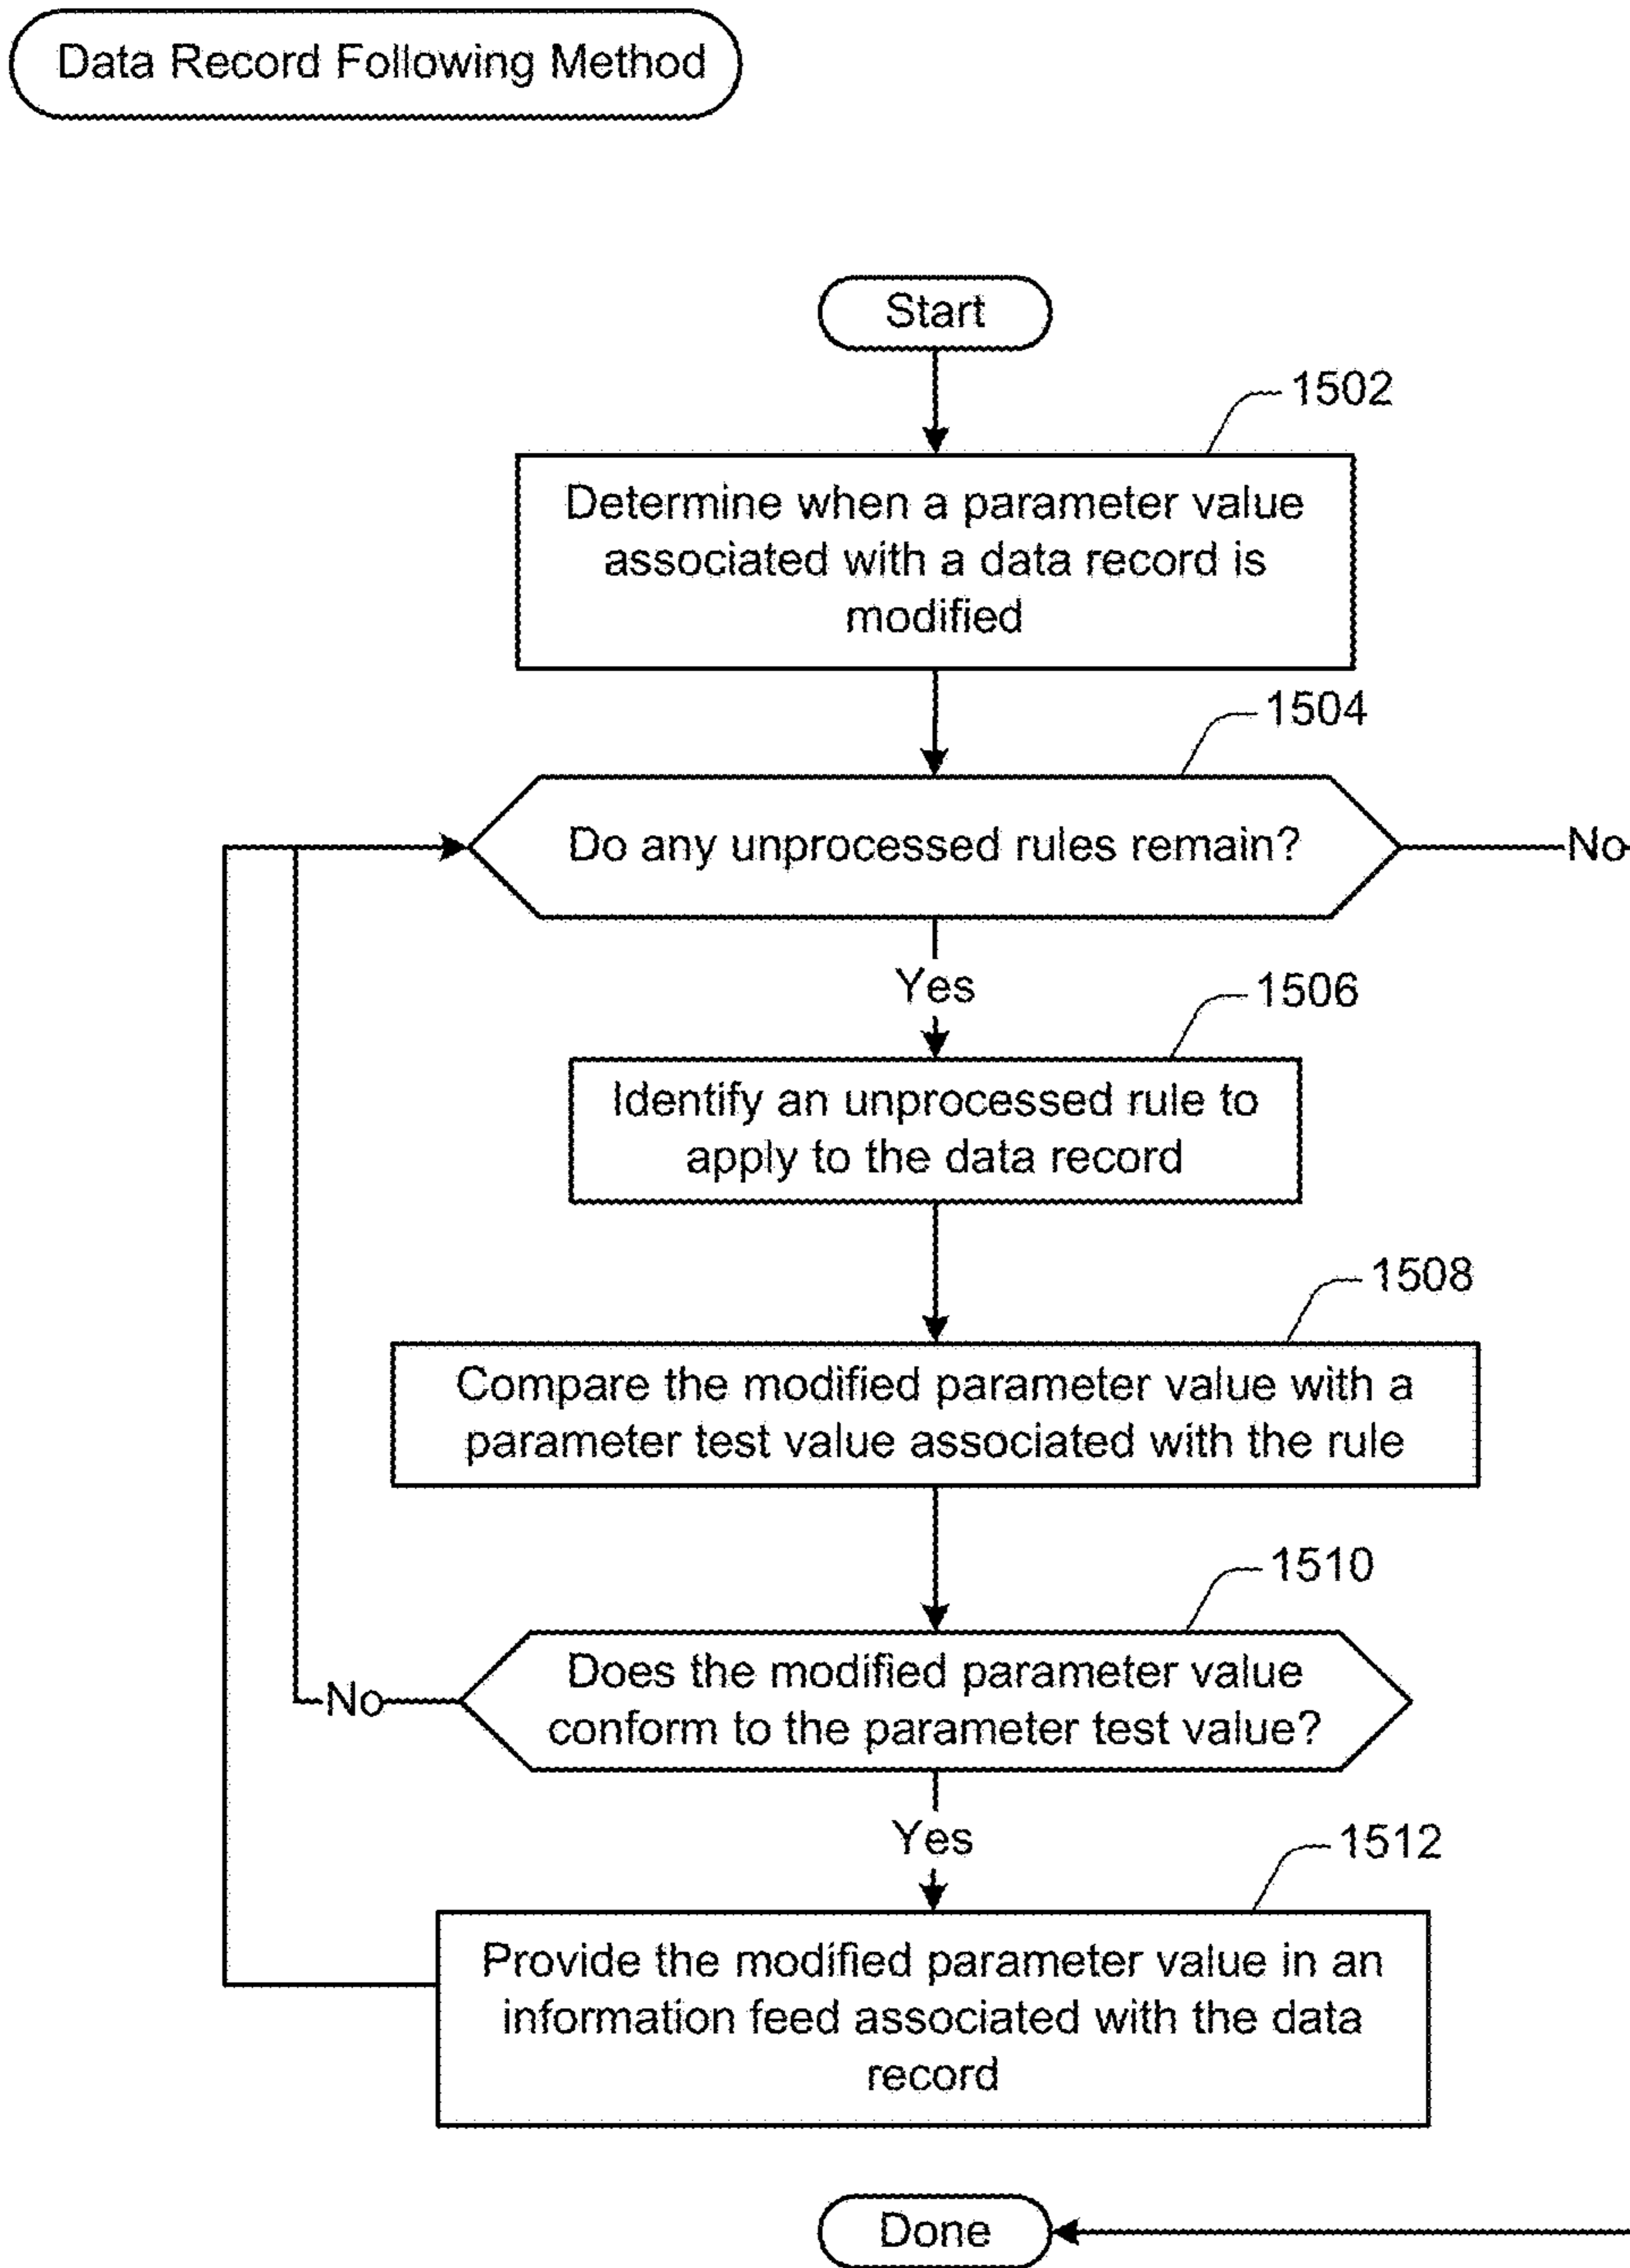 Data Record Following Method
Start
1502
Determine when a parameter value
associated with a data record is
modified
1504
Do any unprocessed rules remain?
No
Yes
1506
Identify an unprocessed rule to
apply to the data record
1508
Compare the modified parameter value with a
parameter test value associated with the rule
1510
Does the modified parameter value
conform to the parameter test value?
No
Yes
1512
Provide the modified parameter value in an
information feed associated with the data
record
Done